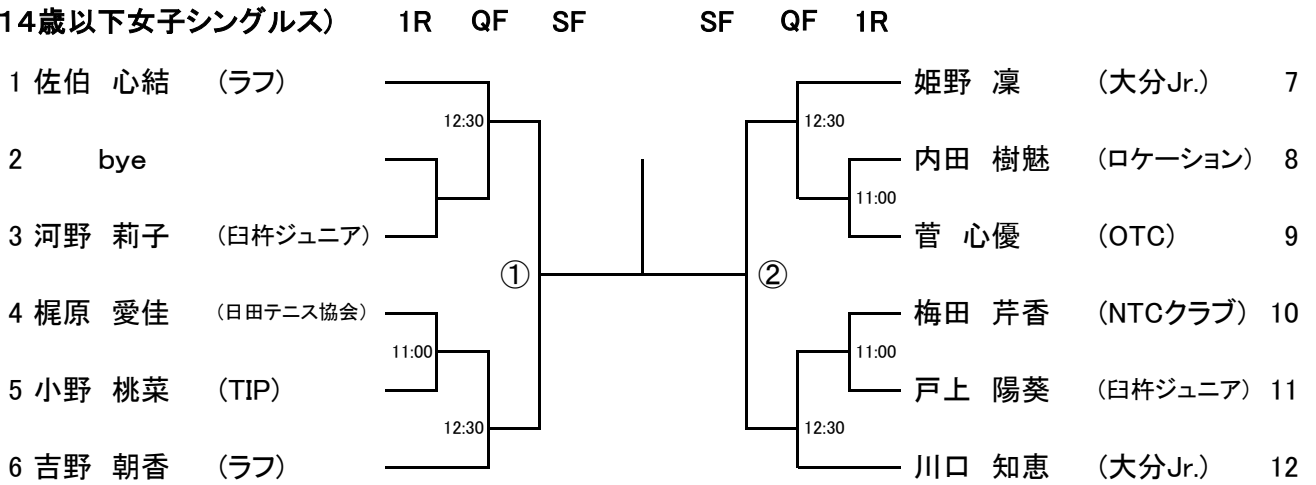 14歳以下女子シングルス) 1R QF SF SF QF 1R
1 佐伯 心結 (ラフ) 姫野 凜 (大分Jr.) 7
12:30 12:30
2 bye 内田 樹魅 (ロケーション) 8
11:00
3 河野 莉子 (臼杵ジュニア) 菅 心優 (OTC) 9
① ②
4 梶原 愛佳 (日田テニス協会) 梅田 芹香 (NTCクラブ) 10
11:00 11:00
5 小野 桃菜 (TIP) 戸上 陽葵 (臼杵ジュニア) 11
12:30 12:30
6 吉野 朝香 (ラフ) 川口 知恵 (大分Jr.) 12